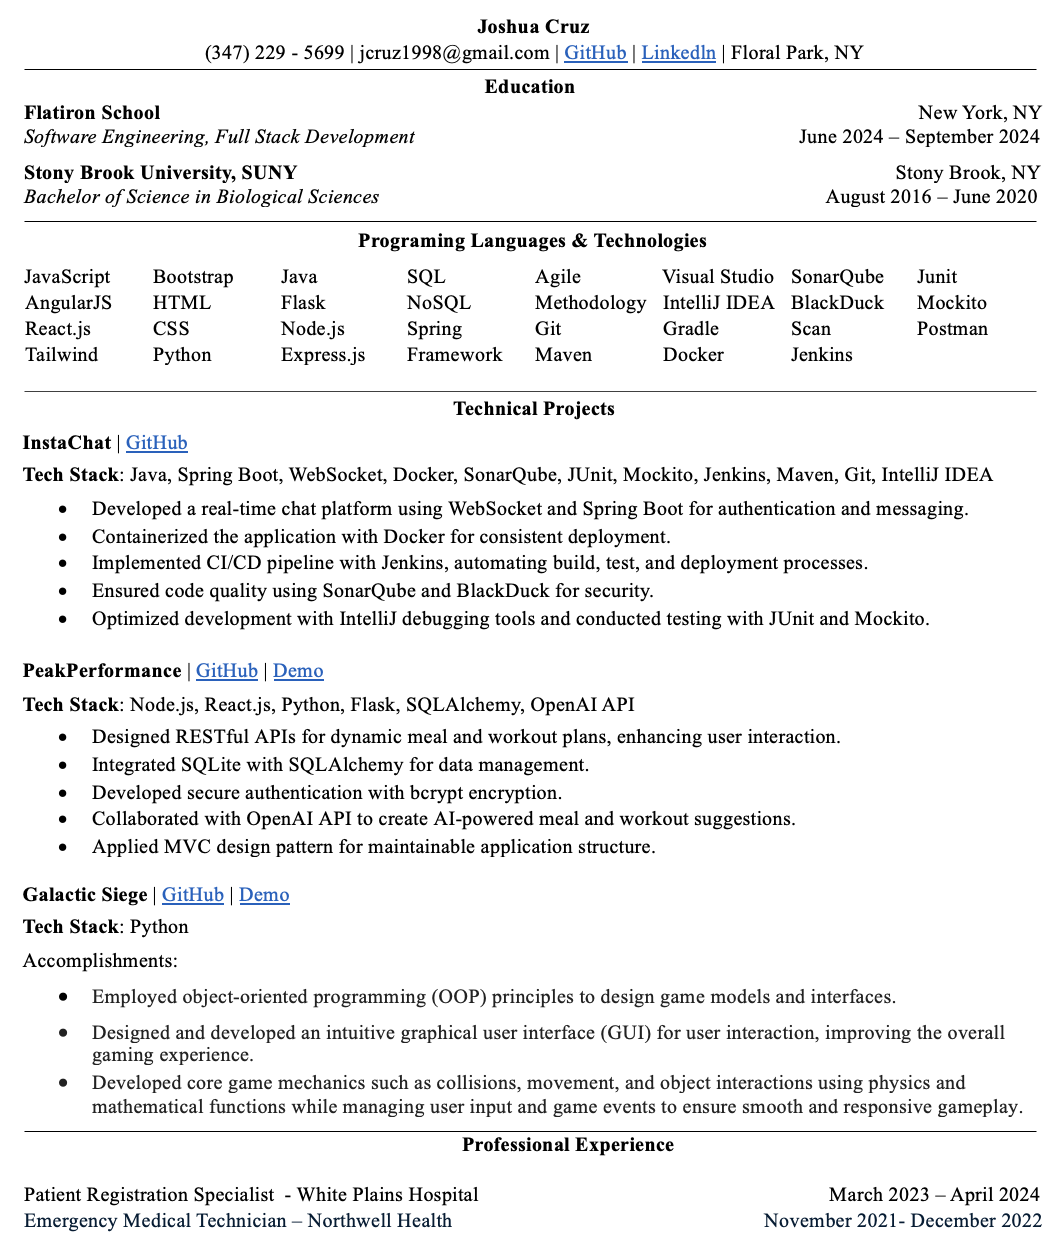 Joshua Cruz
(347) 229 - 5699 | jcruz1998@gmail.com | GitHub | Linkedln | Floral Park, NY
Education
Flatiron School New York, NY
Software Engineering, Full Stack Development June 2024 – September 2024
Stony Brook University, SUNY Stony Brook, NY
Bachelor of Science in Biological Sciences August 2016 – June 2020
Programing Languages & Technologies
JavaScript Bootstrap Java SQL Agile Visual Studio SonarQube Junit
AngularJS HTML Flask NoSQL Methodology IntelliJ IDEA BlackDuck Mockito
React.js CSS Node.js Spring Git Gradle Scan Postman
Tailwind Python Express.js Framework Maven Docker Jenkins
Technical Projects
InstaChat | GitHub
Tech Stack: Java, Spring Boot, WebSocket, Docker, SonarQube, JUnit, Mockito, Jenkins, Maven, Git, IntelliJ IDEA
• Developed a real-time chat platform using WebSocket and Spring Boot for authentication and messaging.
• Containerized the application with Docker for consistent deployment.
• Implemented CI/CD pipeline with Jenkins, automating build, test, and deployment processes.
• Ensured code quality using SonarQube and BlackDuck for security.
• Optimized development with IntelliJ debugging tools and conducted testing with JUnit and Mockito.
PeakPerformance | GitHub | Demo
Tech Stack: Node.js, React.js, Python, Flask, SQLAlchemy, OpenAI API
• Designed RESTful APIs for dynamic meal and workout plans, enhancing user interaction.
• Integrated SQLite with SQLAlchemy for data management.
• Developed secure authentication with bcrypt encryption.
• Collaborated with OpenAI API to create AI-powered meal and workout suggestions.
• Applied MVC design pattern for maintainable application structure.
Galactic Siege | GitHub | Demo
Tech Stack: Python
Accomplishments:
• Employed object-oriented programming (OOP) principles to design game models and interfaces.
• Designed and developed an intuitive graphical user interface (GUI) for user interaction, improving the overall
gaming experience.
• Developed core game mechanics such as collisions, movement, and object interactions using physics and
mathematical functions while managing user input and game events to ensure smooth and responsive gameplay.
Professional Experience
Patient Registration Specialist - White Plains Hospital March 2023 – April 2024
Emergency Medical Technician – Northwell Health November 2021- December 2022